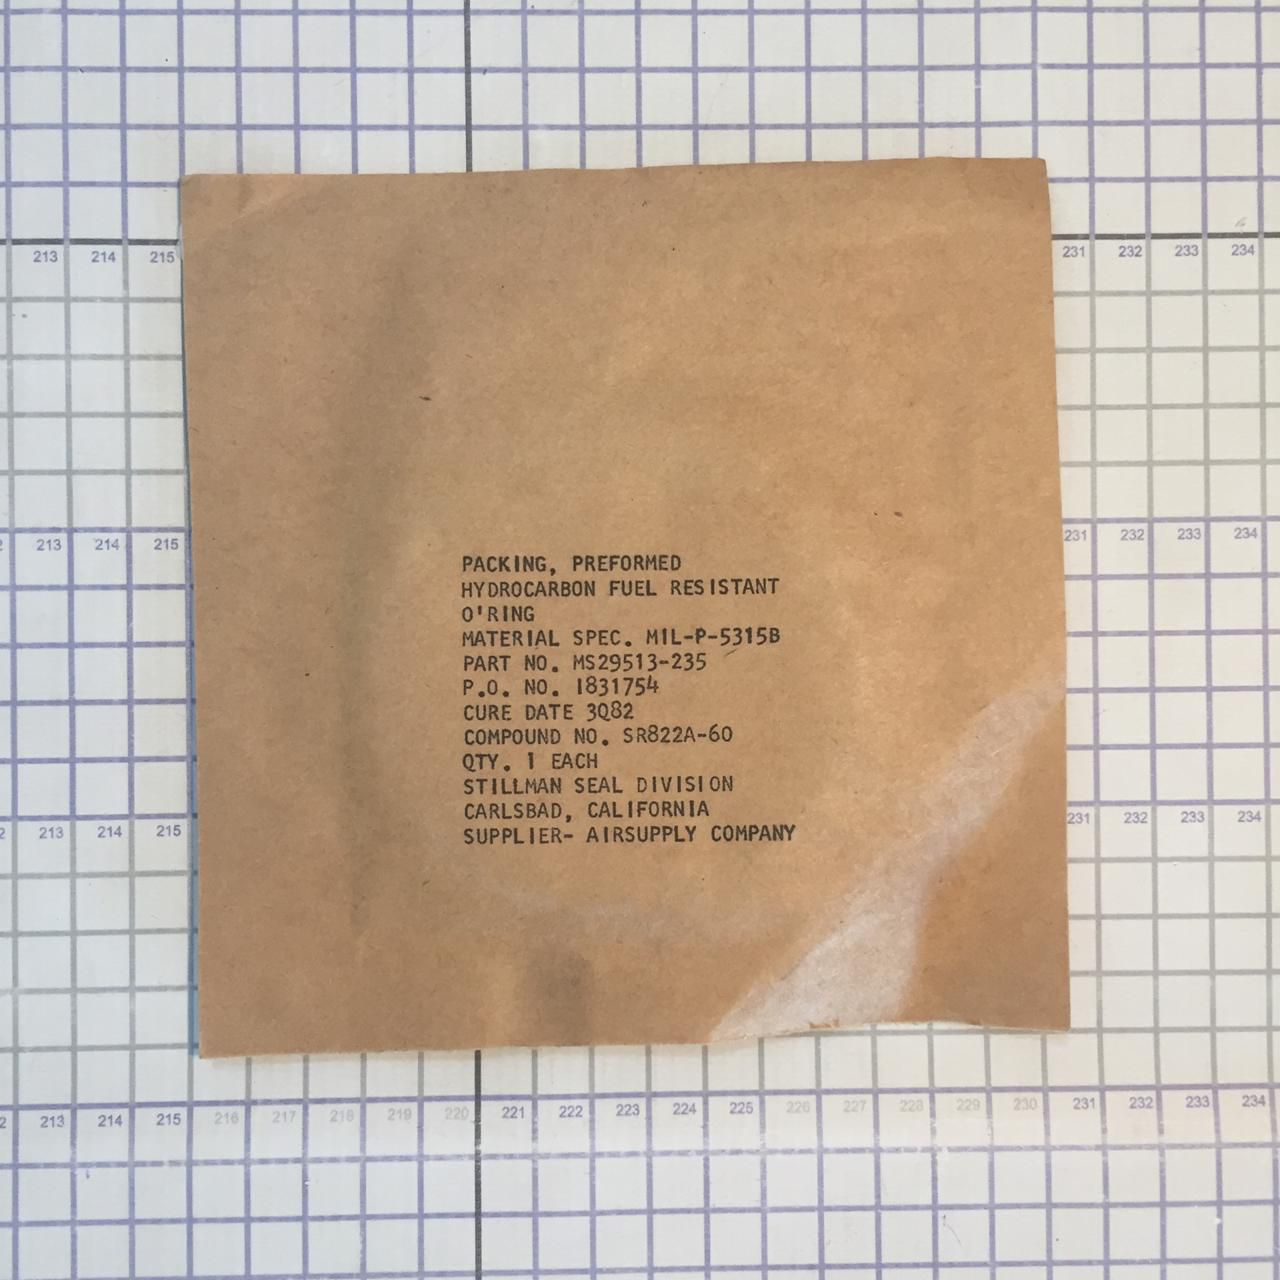 213 214 215 231 232 233 234
PACKING, PREFORMED
HYDROCARBON FUEL RESISTANT
O'RING
MATERIAL SPEC. MIL-P-5315B
PART NO. MS29513-235
P.O. NO. 1831754
CURE DATE 3Q82
COMPOUND NO. SR822A-60
QTY. 1 EACH
STILLMAN SEAL DIVISION
CARLSBAD, CALIFORNIA
SUPPLIER- AIRSUPPLY COMPANY
213 214 215 231 232 233 234
213 214 215 231 232 233 234
213 214 215 216 217 218 219 220 221 222 223 224 225 226 227 228 229 230 231 232 233 234